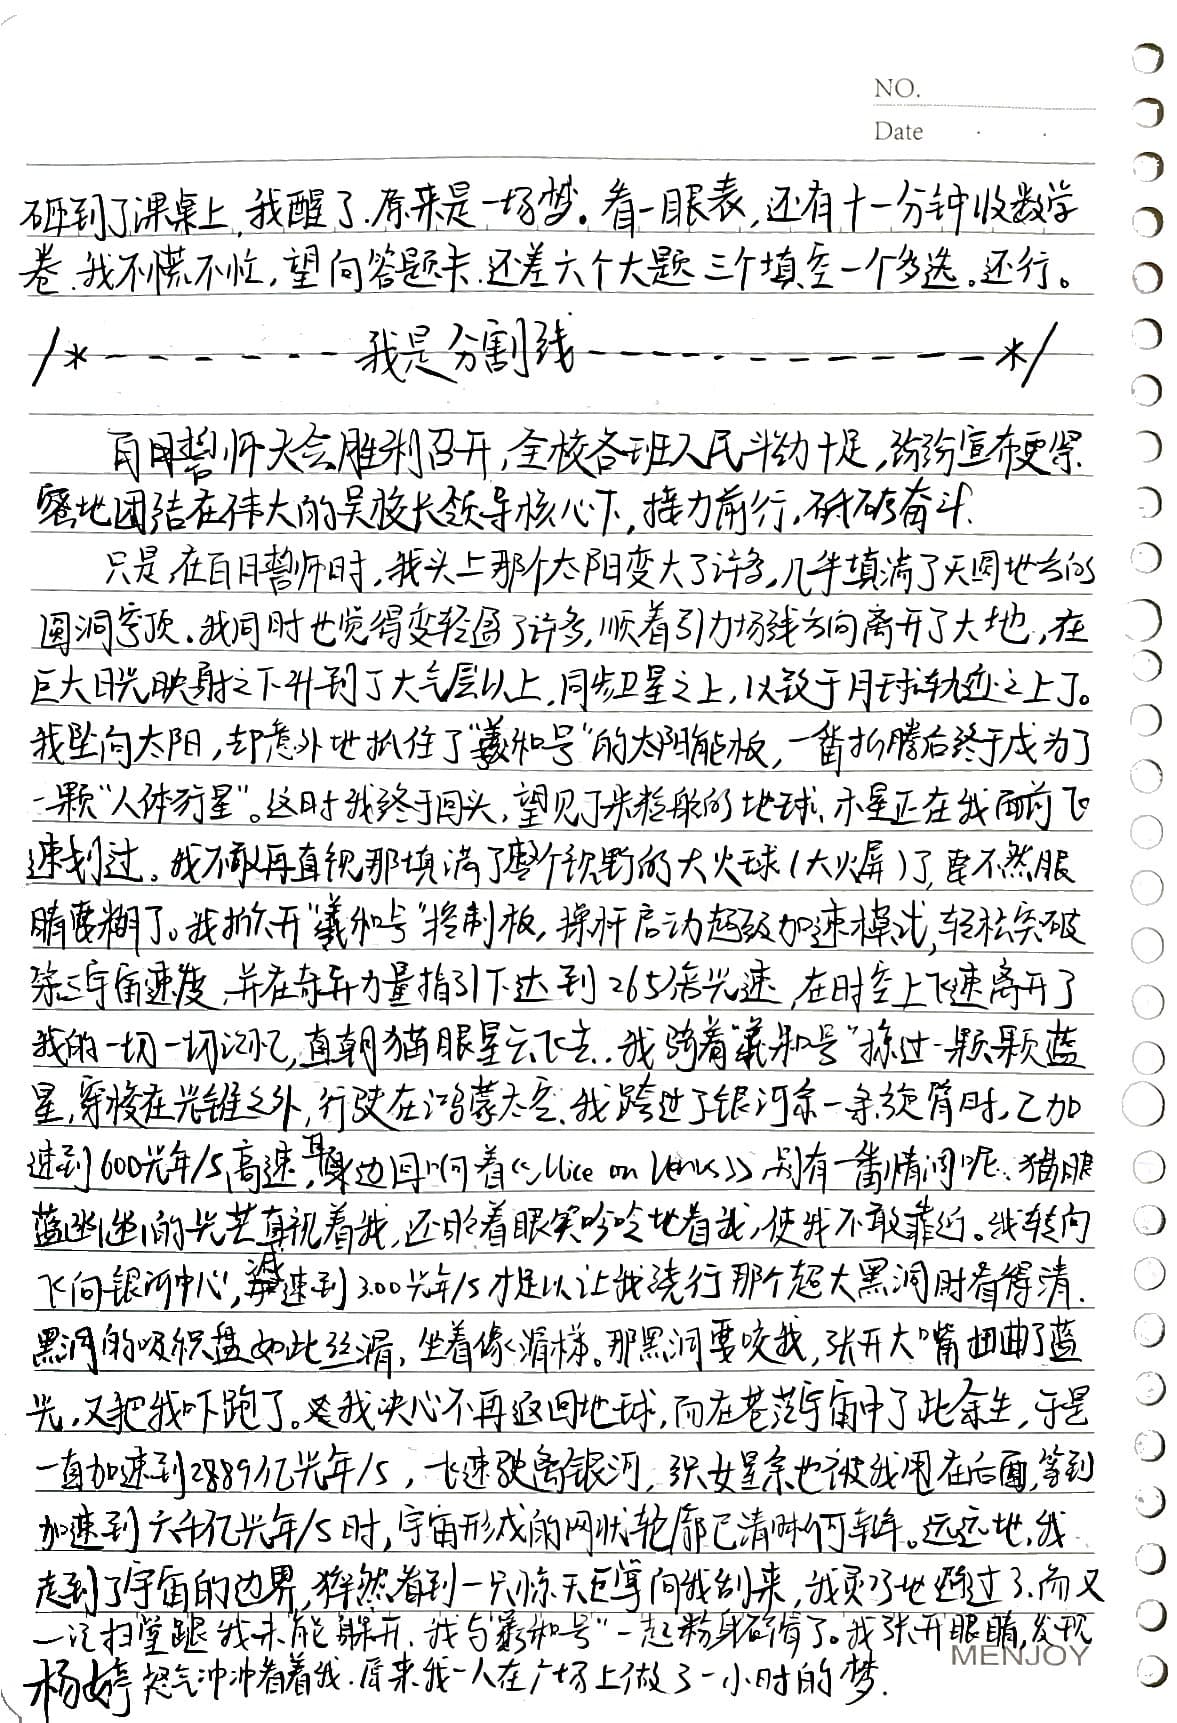 NO.
Date
砸到了课桌上,我醒了.原来是一场梦。看一眼表,还有十一分钟收数学
卷.我不慌不忙,望向答题卡.还差六个大题三个填空一个多选。还行。
/*-------我是分割线--------------*/
百日誓师大会胜利召开,全校各班人民斗劲十足,纷纷宣布更紧
密地团结在伟大的吴校长领导核心下,接力前行,砥砺奋斗.
只是,在百日誓师时,我头上那个太阳变大了许多,几乎填满了天圆地方的
圆洞穹顶.我同时也觉得变轻盈了许多,顺着引力场线方向离开了大地,在
巨大日光映射之下升到了大气层以上,同步卫星之上,以致于月球轨迹之上了。
我坠向太阳,却意外地抓住了“羲和号”的太阳能板,一番折腾后终于成为了
一颗“人体行星”。这时我终于回头,望见了米粒般的地球,水星正在我面前飞
速划过。我不敢再直视那填满了整个视野的大火球(大火屏)了,要不然眼
睛要糊了。我掀开“羲和号”控制板,操杆启动超级加速模式,轻松突破
第三宇宙速度,并在奇异力量指引下达到265倍光速,在时空上飞速离开了
我的一切一切记忆,直朝猫眼星云飞去..我骑着“羲和号”掠过一颗颗蓝
星,穿梭在光锥之外,行驶在鸿蒙太空.我跨过了银河系一条旋臂时,已加
速到600光年/s高速,耳边回响着《Mice on Venus》别有一番情调呢.猫眼
蓝幽幽的光芒直视着我,还眯着眼笑吟吟地看我,使我不敢靠近。我转向
飞向银河中心,减速到300光年/s才足以让我绕行那个超大黑洞时看得清.
黑洞的吸积盘如此丝滑,坐着像滑梯。那黑洞要咬我,张开大嘴扭曲了蓝
光,又把我吓跑了。我决心不再返回地球,而在苍茫宇宙中了此余生,于是
一直加速到2889亿光年/s,飞速驶离银河,织女星系也被我甩在后面,等到
加速到六千亿光年/s时,宇宙形成的网状轮廓已清晰可辨。远远地,我
走到了宇宙的边界,猝然看到一只惊天巨掌向我刮来,我灵巧地躲过了.而又
一记扫堂腿我未能躲开.我与“羲和号”一起粉身碎骨了。我张开眼睛,发现
杨婷怒气冲冲看着我.原来我一人在广场上做了一小时的梦.
MENJOY